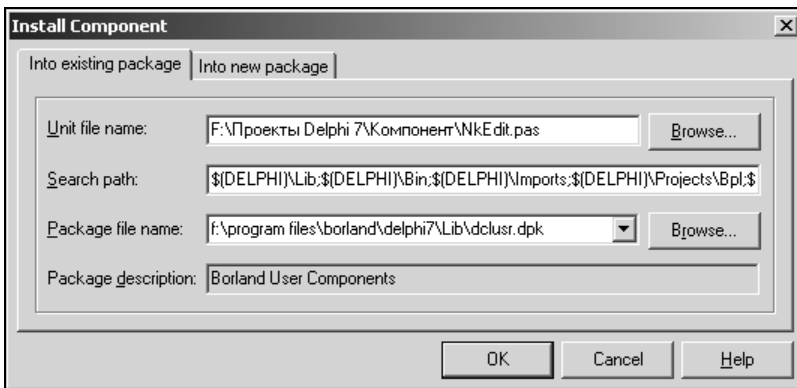 Install Component
Into existing package Into new package
Unit file name: F:\Проекты Delphi 7\Компонент\NkEdit.pas Browse...
Search path: $(DELPHI)\Lib;$(DELPHI)\Bin;$(DELPHI)\Imports;$(DELPHI)\Projects\Bpl;$
Package file name: f:\program files\borland\delphi7\Lib\dclusr.dpk Browse...
Package description: Borland User Components
OK Cancel Help